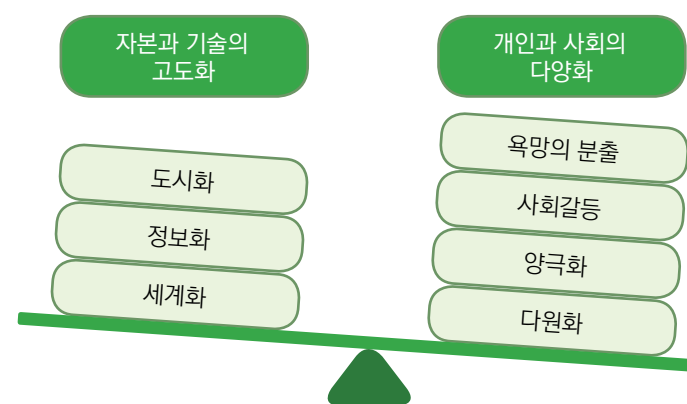 자본과 기술의
고도화
개인과 사회의
다양화
도시화
정보화
세계화
욕망의 분출
사회갈등
양극화
다원화